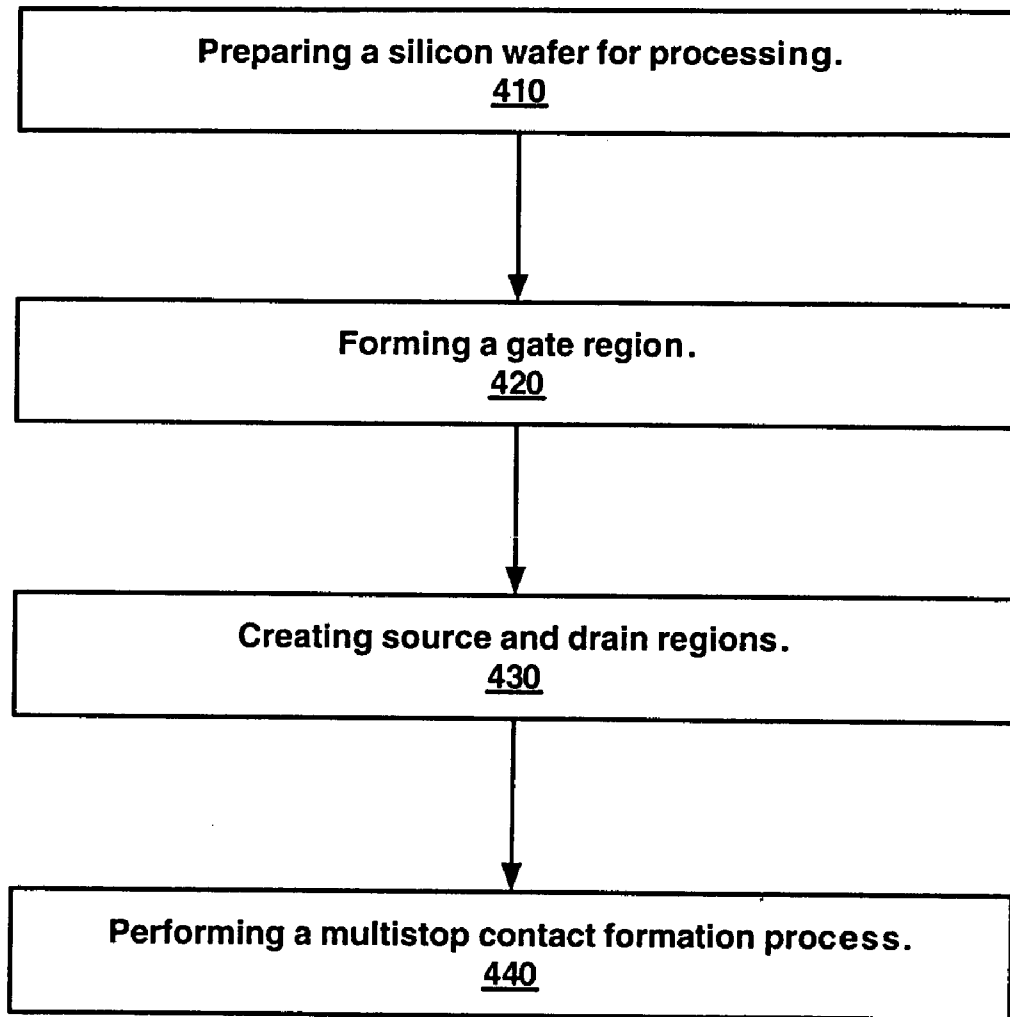 Preparing a silicon wafer for processing.
410
Forming a gate region.
420
Creating source and drain regions.
430
Performing a multistop contact formation process.
440